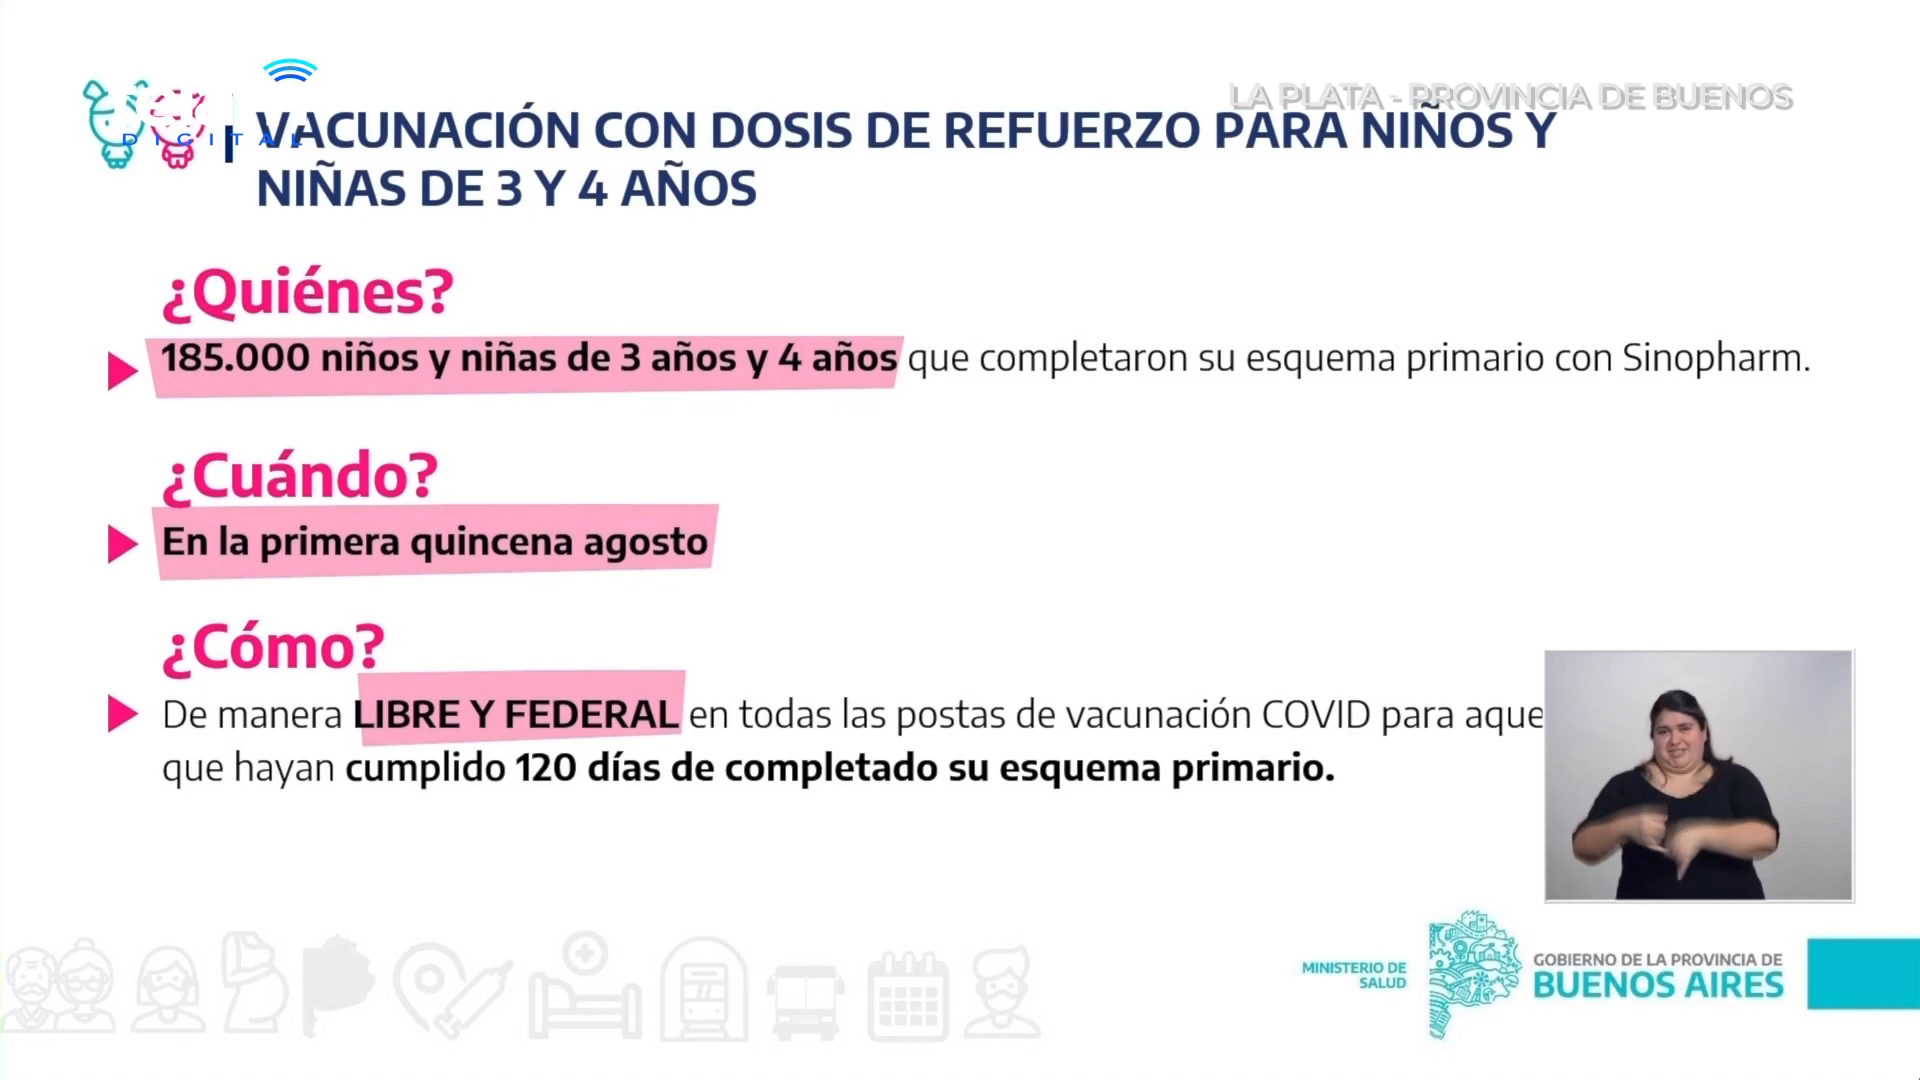 LA PLATA - PROVINCIA DE BUENOS
DIGITAL
VACUNACIÓN CON DOSIS DE REFUERZO PARA NIÑOS Y
NIÑAS DE 3 Y 4 AÑOS
¿Quiénes?
185.000 niños y niñas de 3 años y 4 años que completaron su esquema primario con Sinopharm.
¿Cuándo?
En la primera quincena agosto
¿Cómo?
De manera LIBRE Y FEDERAL en todas las postas de vacunación COVID para aque
que hayan cumplido 120 días de completado su esquema primario.
MINISTERIO DE
SALUD
GOBIERNO DE LA PROVINCIA DE
BUENOS AIRES